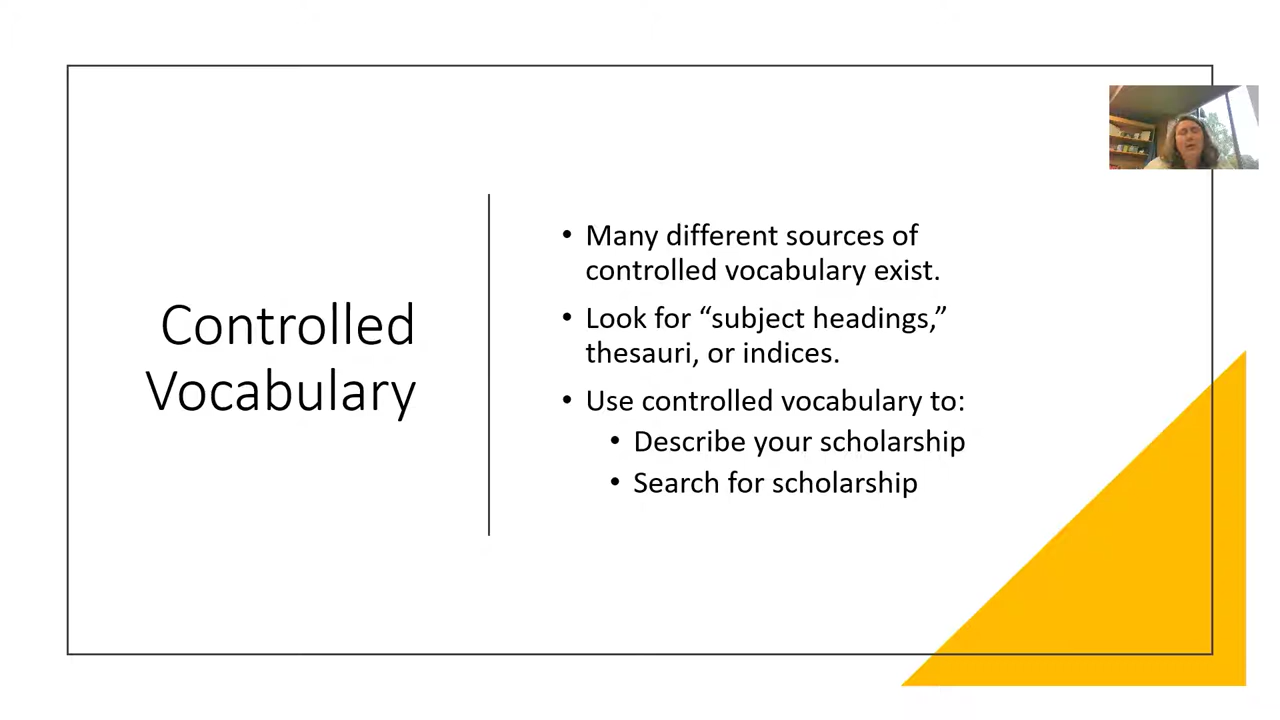 Controlled
Vocabulary
• Many different sources of
controlled vocabulary exist.
• Look for “subject headings,”
thesauri, or indices.
• Use controlled vocabulary to:
• Describe your scholarship
• Search for scholarship